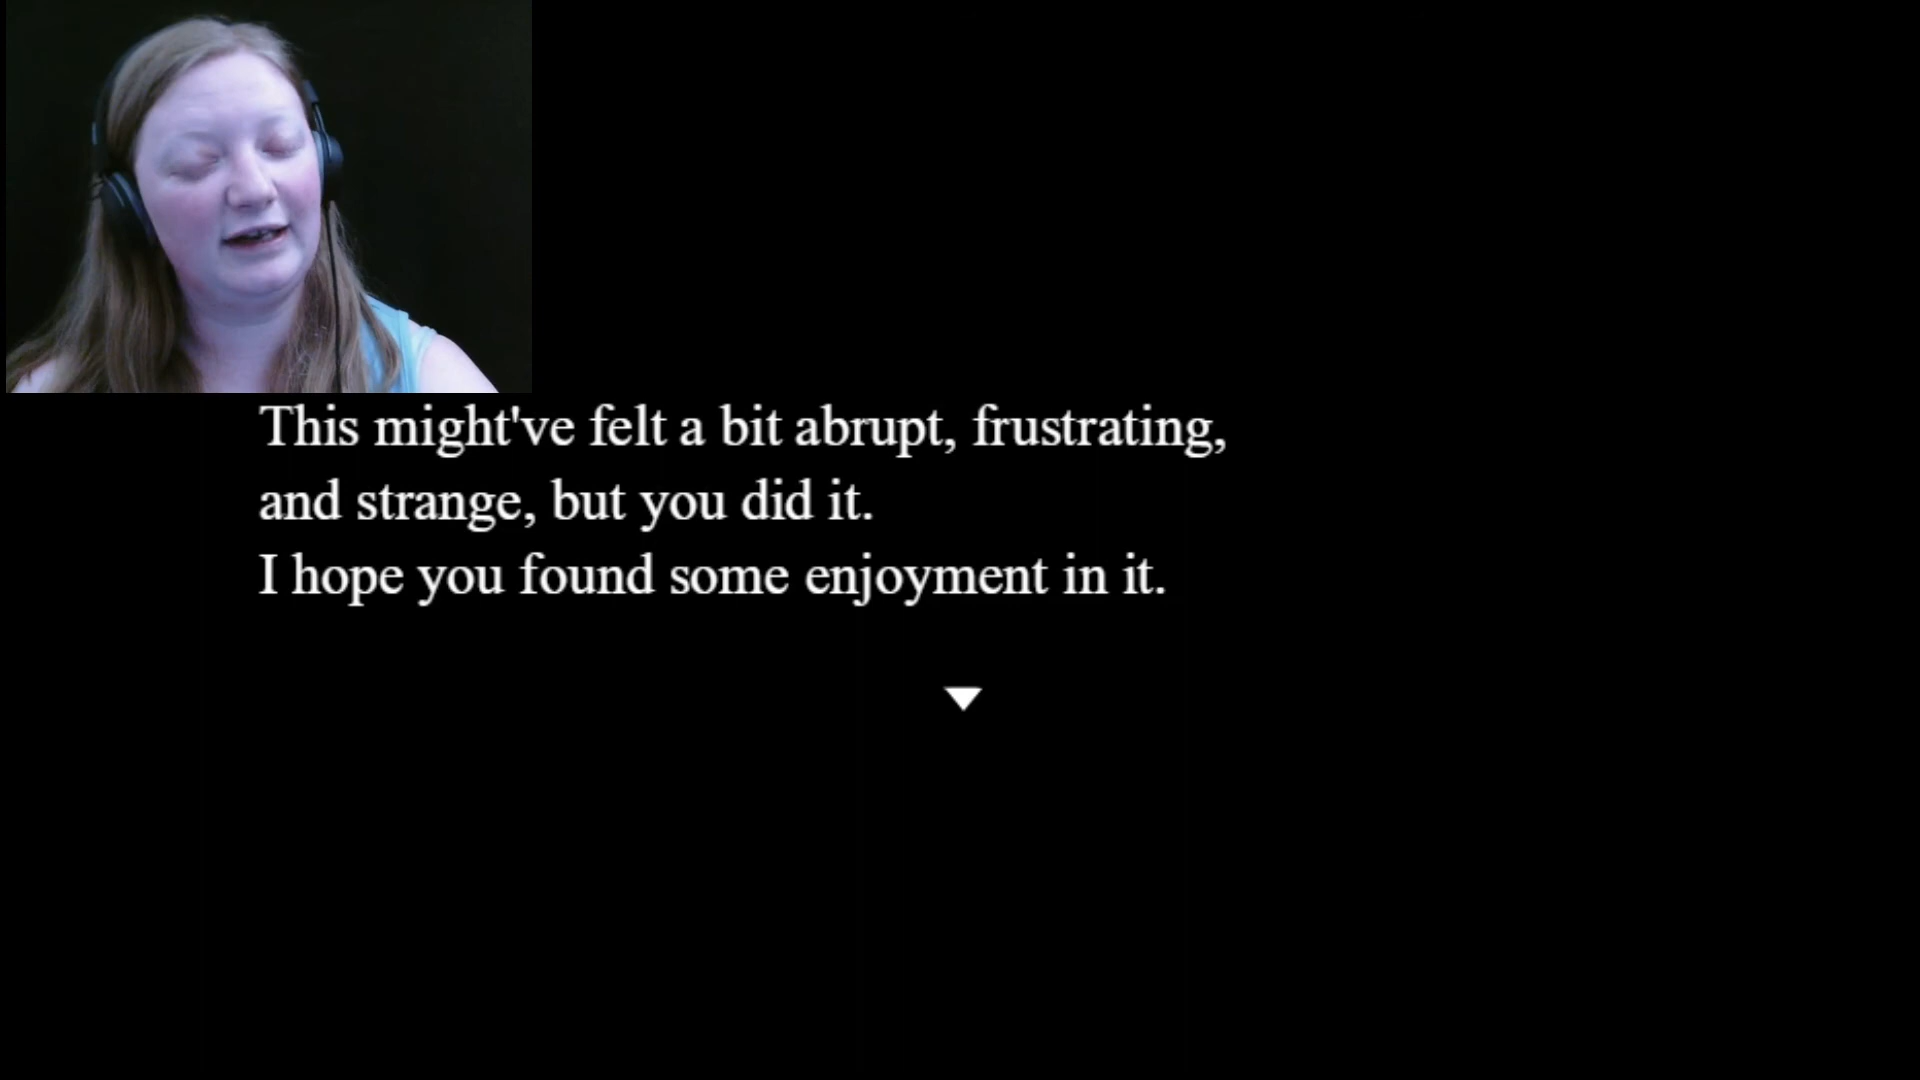 This might've felt a bit abrupt, frustrating,
and strange, but you did it.
I hope you found some enjoyment in it.